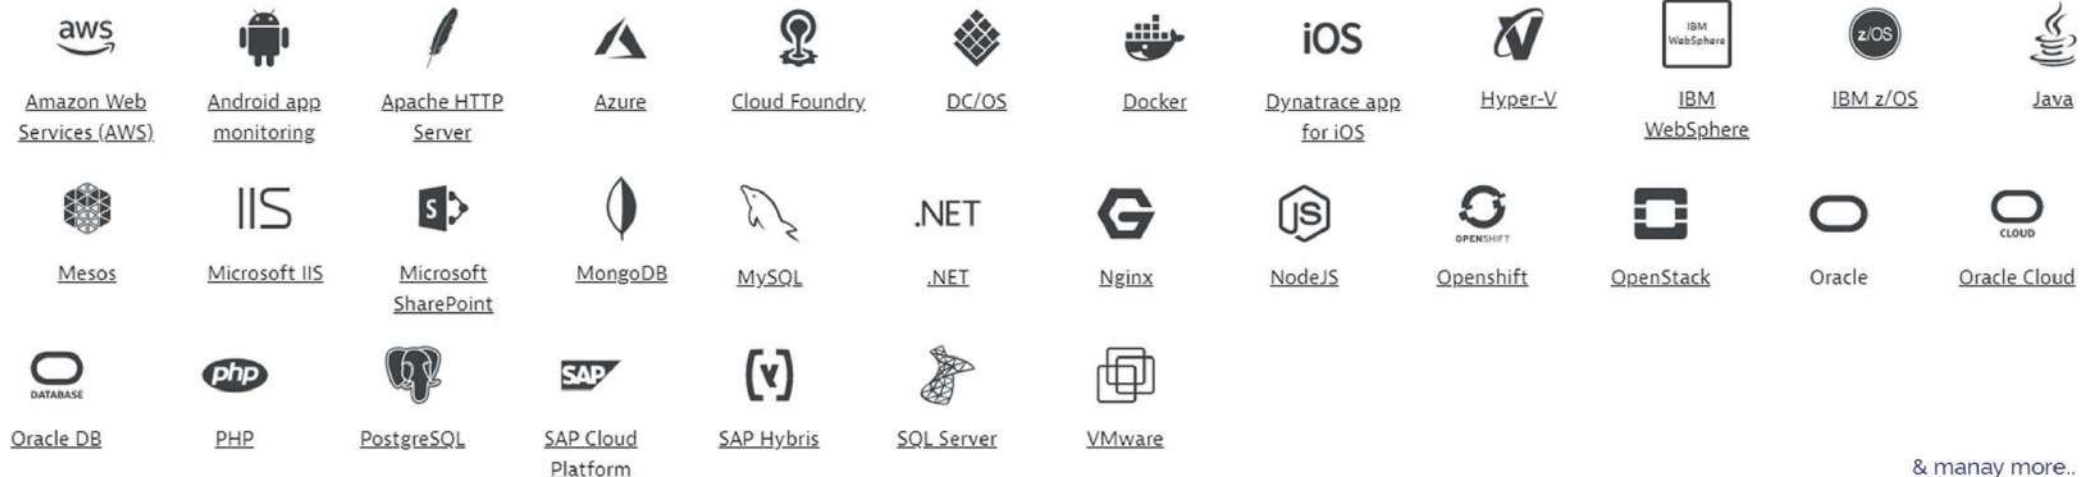 aws
iOS
IBM
WebSphere
z/OS
Amazon Web
Services (AWS)
Android app
monitoring
Apache HTTP
Server
Azure
Cloud Foundry
DC/OS
Docker
Dynatrace app
for iOS
Hyper-V
IBM
WebSphere
IBM z/OS
Java
IIS
S
.NET
JS
OPENSHIFT
CLOUD
Mesos
Microsoft IIS
Microsoft
SharePoint
MongoDB
MySQL
.NET
Nginx
NodeJS
Openshift
OpenStack
Oracle
Oracle Cloud
DATABASE
php
SAP
Oracle DB
PHP
PostgreSQL
SAP Cloud
Platform
SAP Hybris
SQL Server
VMware
& manay more..